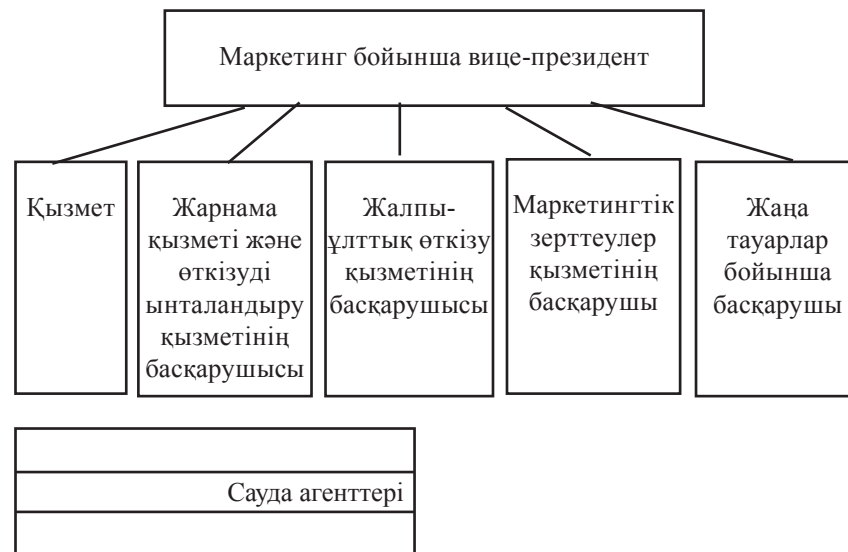 Маркетинг бойынша вице-президент
Қызмет
Жарнама
қызметі және
өткізуді
ынталандыру
қызметінің
басқарушысы
Жалпы-
ұлттық өткізу
қызметінің
басқарушысы
Маркетингтік
зерттеулер
қызметінің
басқарушы
Жаңа
тауарлар
бойынша
басқарушы
Сауда агенттері